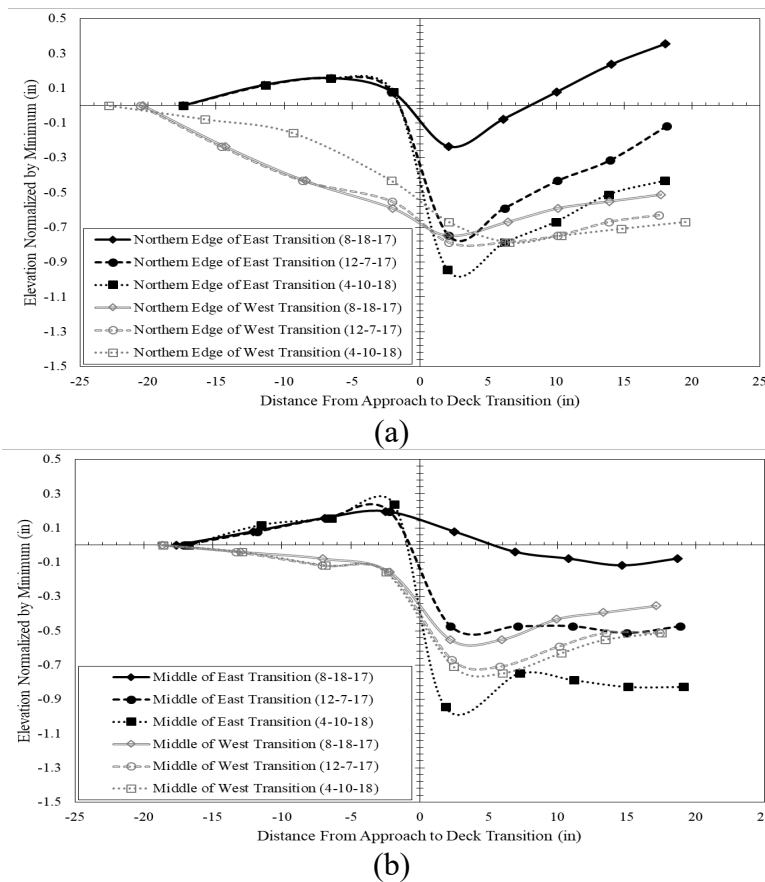 0.5
0.3
0.1
-0.1
-0.3
-0.5
-0.7
-0.9
-1.1
-1.3
-1.5
Elevation Normalized by Minimum (in)
Northern Edge of East Transition (8-18-17)
Northern Edge of East Transition (12-7-17)
Northern Edge of East Transition (4-10-18)
Northern Edge of West Transition (8-18-17)
Northern Edge of West Transition (12-7-17)
Northern Edge of West Transition (4-10-18)
-25 -20 -15 -10 -5 0 5 10 15 20 25
Distance From Approach to Deck Transition (in)
(a)
0.5
0.3
0.1
-0.1
-0.3
-0.5
-0.7
-0.9
-1.1
-1.3
-1.5
Elevation Normalized by Minimum (in)
Middle of East Transition (8-18-17)
Middle of East Transition (12-7-17)
Middle of East Transition (4-10-18)
Middle of West Transition (8-18-17)
Middle of West Transition (12-7-17)
Middle of West Transition (4-10-18)
-25 -20 -15 -10 -5 0 5 10 15 20 25
Distance From Approach to Deck Transition (in)
(b)